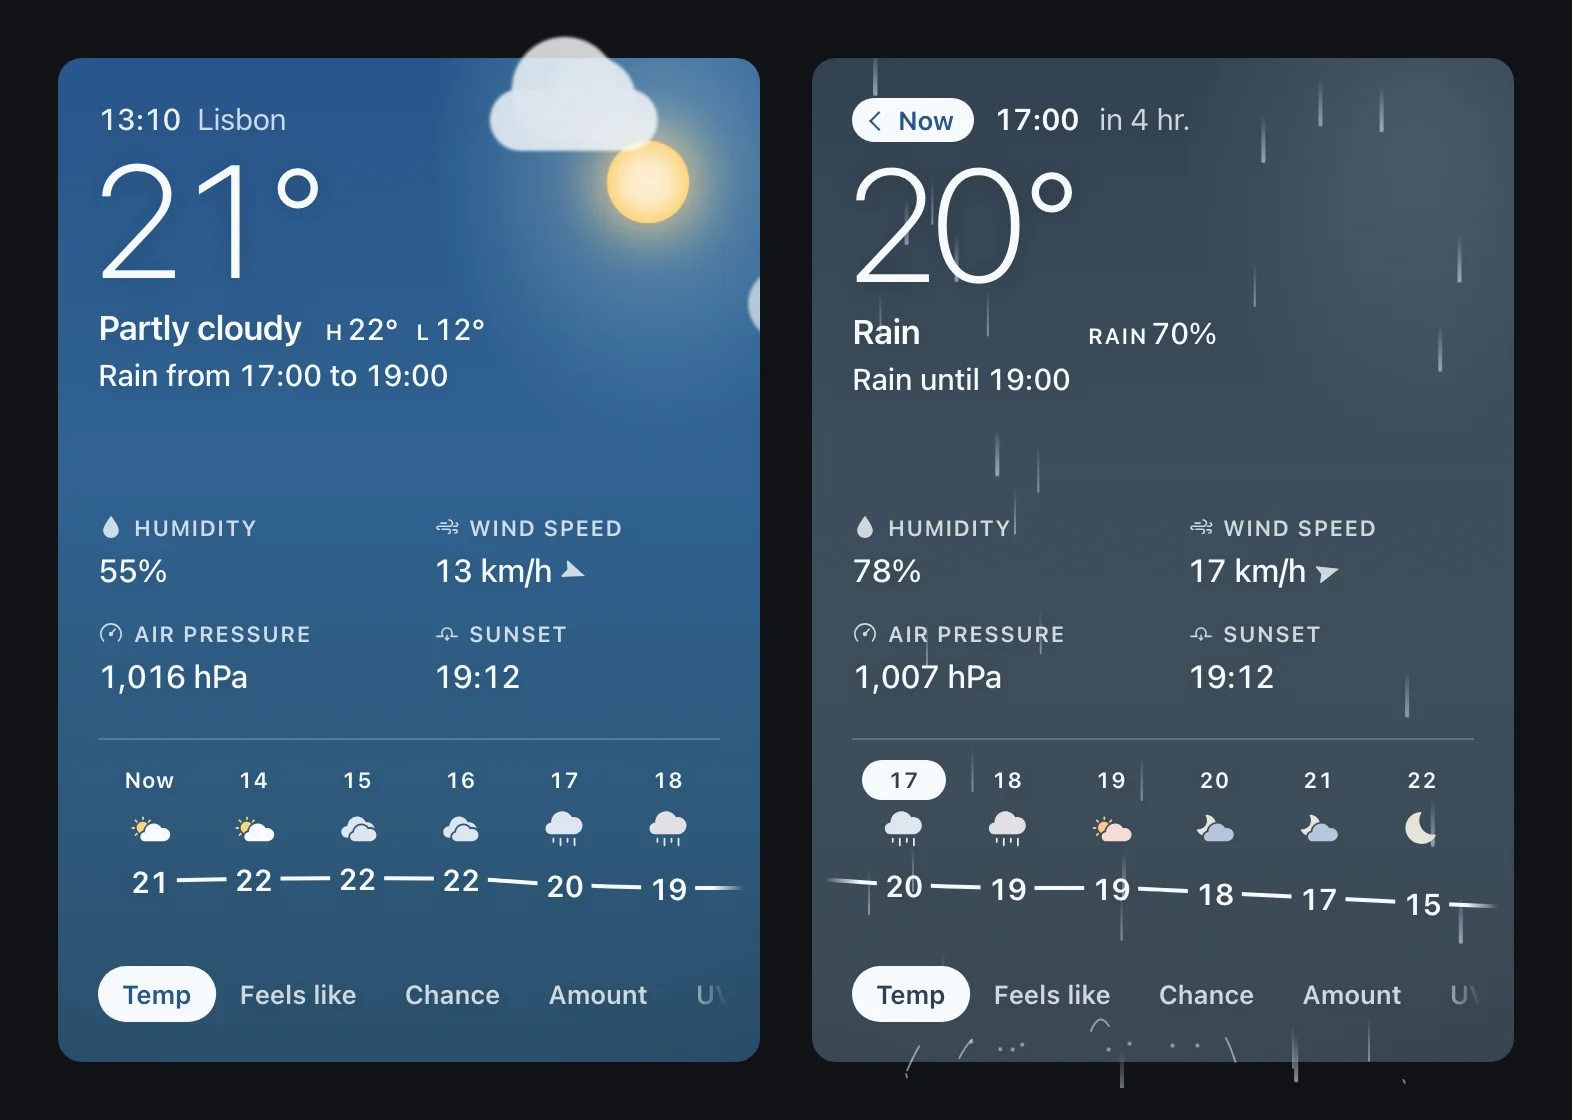 13:10 Lisbon
21°
Partly cloudy H 22° L 12°
Rain from 17:00 to 19:00
HUMIDITY WIND SPEED
55% 13 km/h
AIR PRESSURE SUNSET
1,016 hPa 19:12
Now 14 15 16 17 18
21 22 22 22 20 19
Temp Feels like Chance Amount UV
Now 17:00 in 4 hr.
20°
Rain RAIN 70%
Rain until 19:00
HUMIDITY WIND SPEED
78% 17 km/h
AIR PRESSURE SUNSET
1,007 hPa 19:12
17 18 19 20 21 22
20 19 19 18 17 15
Temp Feels like Chance Amount UV